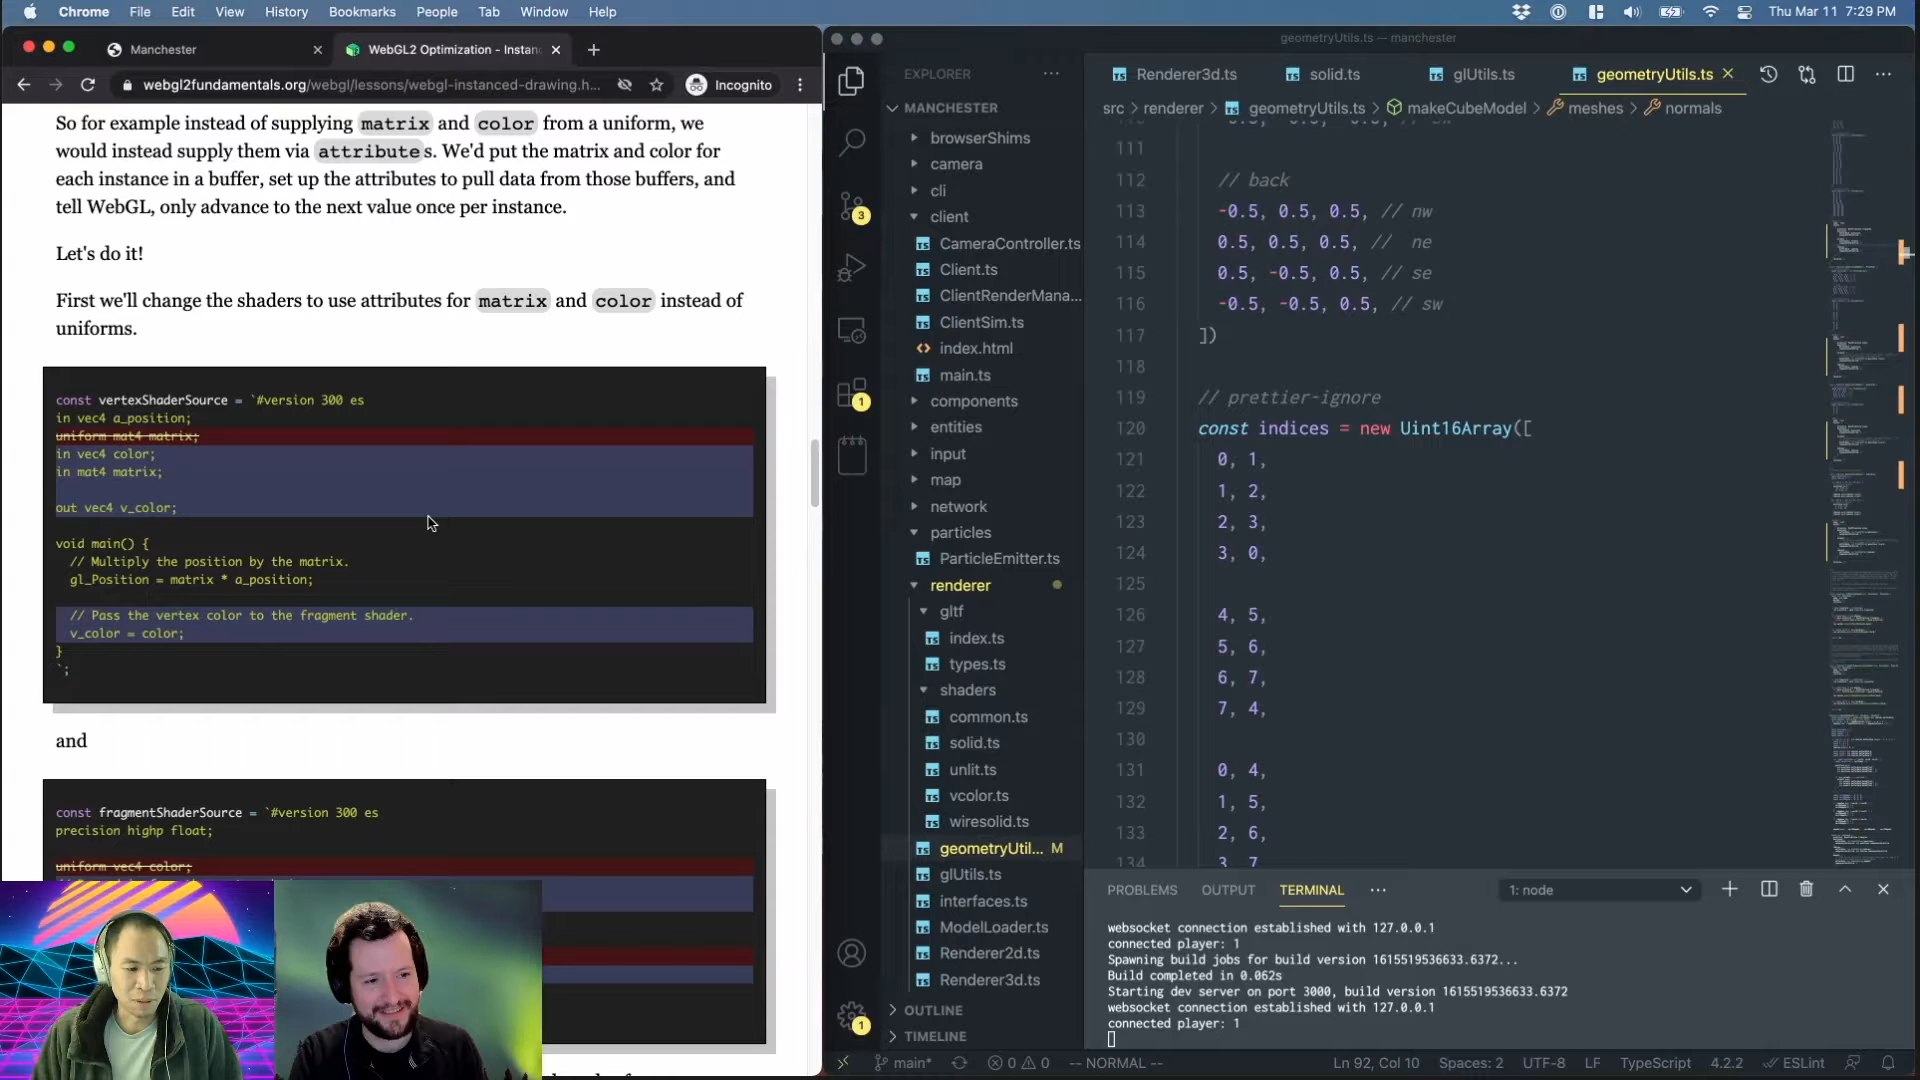 Chrome File Edit View History Bookmarks People Tab Window Help
Thu Mar 11 7:29 PM
Manchester
WebGL2 Optimization - Instan
webgl2fundamentals.org/webgl/lessons/webgl-instanced-drawing.h...
Incognito
So for example instead of supplying matrix and color from a uniform, we
would instead supply them via attributes. We'd put the matrix and color for
each instance in a buffer, set up the attributes to pull data from those buffers, and
tell WebGL, only advance to the next value once per instance.
Let's do it!
First we'll change the shaders to use attributes for matrix and color instead of
uniforms.
const vertexShaderSource = `#version 300 es
in vec4 a_position;
uniform mat4 matrix;
in vec4 color;
in mat4 matrix;
out vec4 v_color;
void main() {
// Multiply the position by the matrix.
gl_Position = matrix * a_position;
// Pass the vertex color to the fragment shader.
v_color = color;
}
`;
and
const fragmentShaderSource = `#version 300 es
precision highp float;
uniform vec4 color;
geometryUtils.ts — manchester
EXPLORER
MANCHESTER
browserShims
camera
cli
client
CameraController.ts
Client.ts
ClientRenderMana...
ClientSim.ts
index.html
main.ts
components
entities
input
map
network
particles
ParticleEmitter.ts
renderer
gltf
index.ts
types.ts
shaders
common.ts
solid.ts
unlit.ts
vcolor.ts
wiresolid.ts
geometryUtil... M
glUtils.ts
interfaces.ts
ModelLoader.ts
Renderer2d.ts
Renderer3d.ts
OUTLINE
TIMELINE
3
1
1
Renderer3d.ts
solid.ts
glUtils.ts
geometryUtils.ts
src > renderer > geometryUtils.ts > makeCubeModel > meshes > normals
111
112 // back
113 -0.5, 0.5, 0.5, // nw
114 0.5, 0.5, 0.5, // ne
115 0.5, -0.5, 0.5, // se
116 -0.5, -0.5, 0.5, // sw
117 ])
118
119 // prettier-ignore
120 const indices = new Uint16Array([
121 0, 1,
122 1, 2,
123 2, 3,
124 3, 0,
125
126 4, 5,
127 5, 6,
128 6, 7,
129 7, 4,
130
131 0, 4,
132 1, 5,
133 2, 6,
134 3, 7
PROBLEMS OUTPUT TERMINAL
1: node
websocket connection established with 127.0.0.1
connected player: 1
Spawning build jobs for build version 1615519536633.6372...
Build completed in 0.062s
Starting dev server on port 3000, build version 1615519536633.6372
websocket connection established with 127.0.0.1
connected player: 1
main* 0 0 -- NORMAL --
Ln 92, Col 10 Spaces: 2 UTF-8 LF TypeScript 4.2.2 ESLint